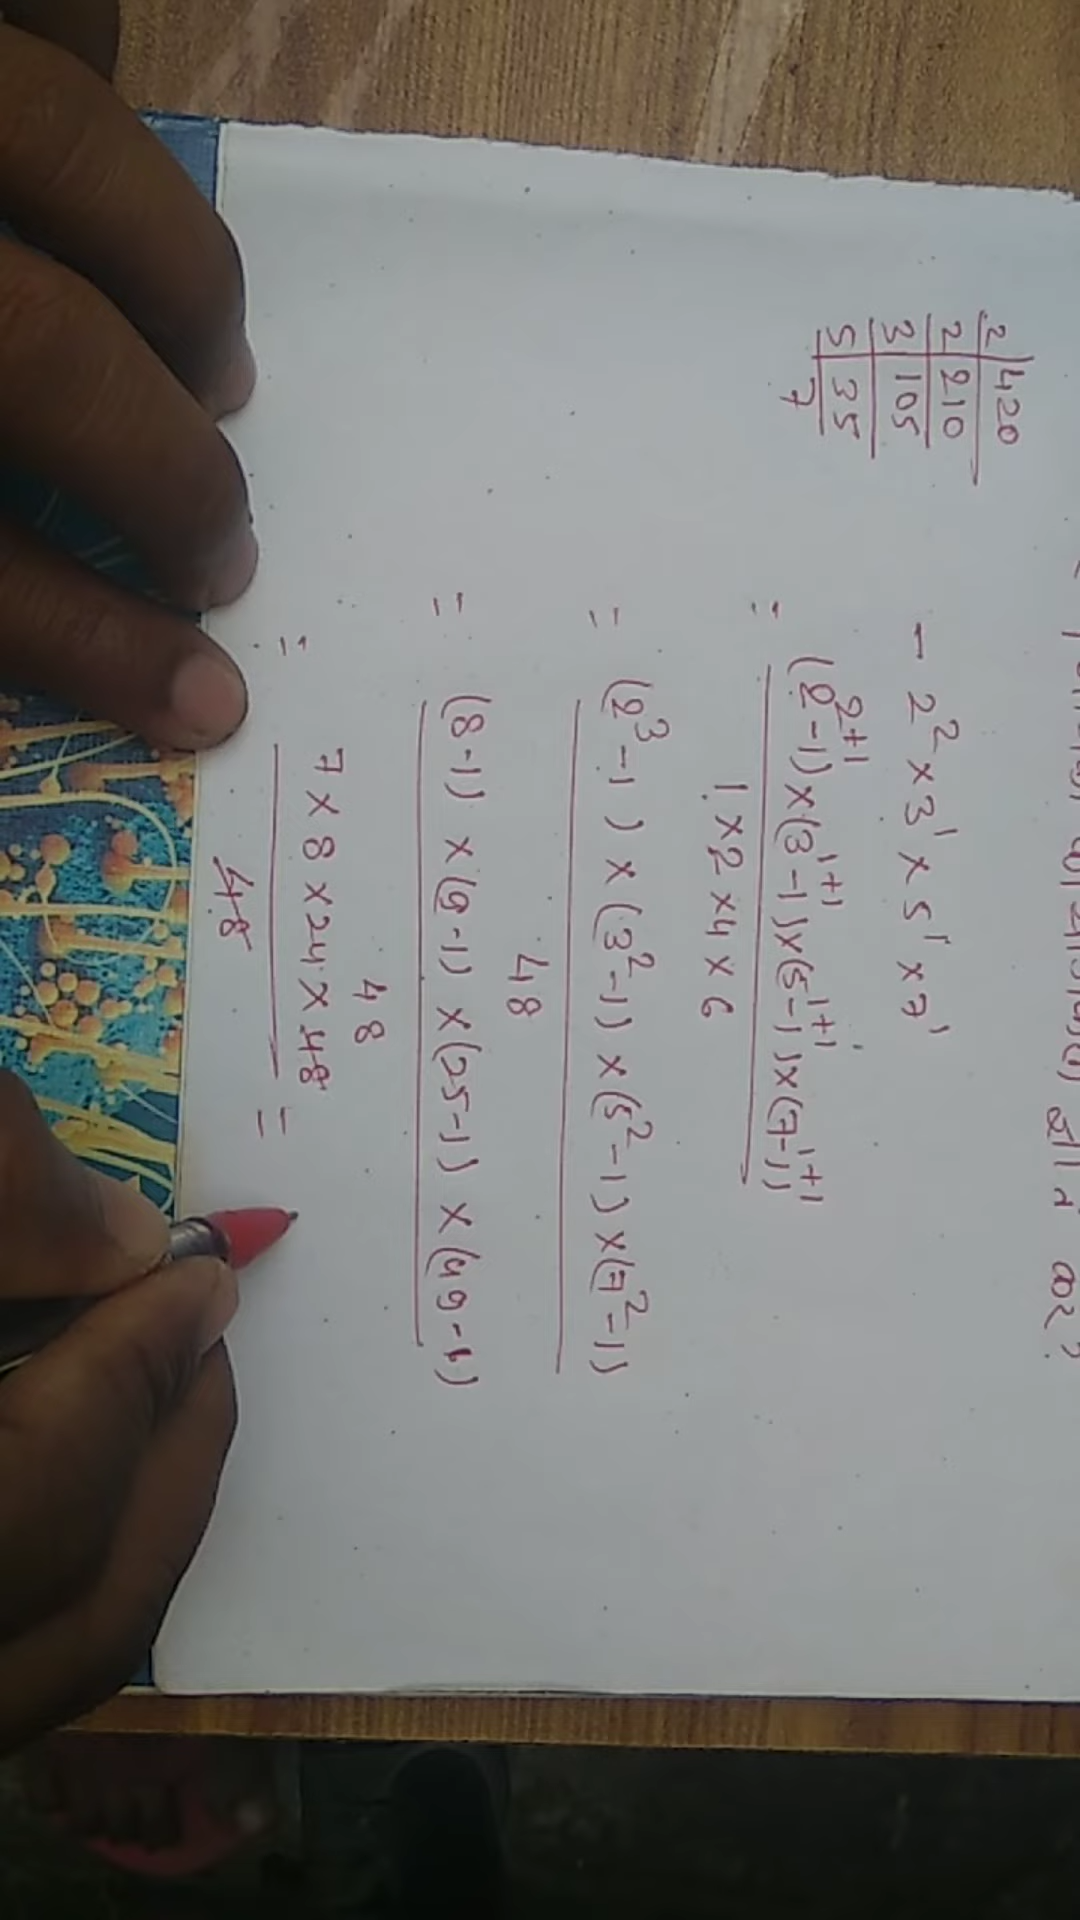 ज्ञात कर?
2|420
2|210
3|105
5|35
7
- 2² × 3¹ × 5¹ × 7¹
= (2²⁺¹-1)×(3¹⁺¹-1)×(5¹⁺¹-1)×(7¹⁺¹-1)
1×2×4×6
= (2³-1) × (3²-1) × (5²-1) × (7²-1)
48
= (8-1) × (9-1) × (25-1) × (49-1)
48
= 7 × 8 × 24 × 48 =
48